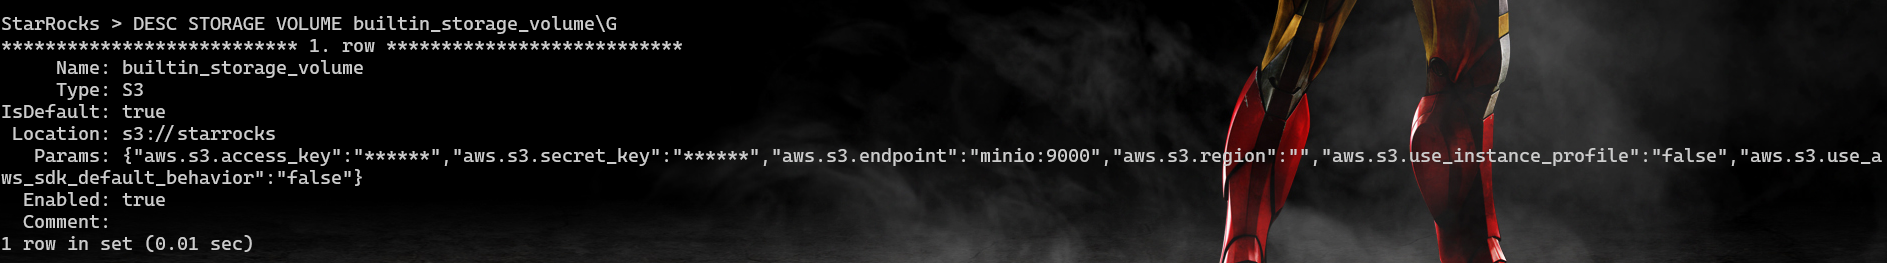 StarRocks > DESC STORAGE VOLUME builtin_storage_volume\G
*************************** 1. row ***************************
     Name: builtin_storage_volume
     Type: S3
IsDefault: true
 Location: s3://starrocks
   Params: {"aws.s3.access_key":"******","aws.s3.secret_key":"******","aws.s3.endpoint":"minio:9000","aws.s3.region":"","aws.s3.use_instance_profile":"false","aws.s3.use_a
ws_sdk_default_behavior":"false"}
  Enabled: true
  Comment:
1 row in set (0.01 sec)